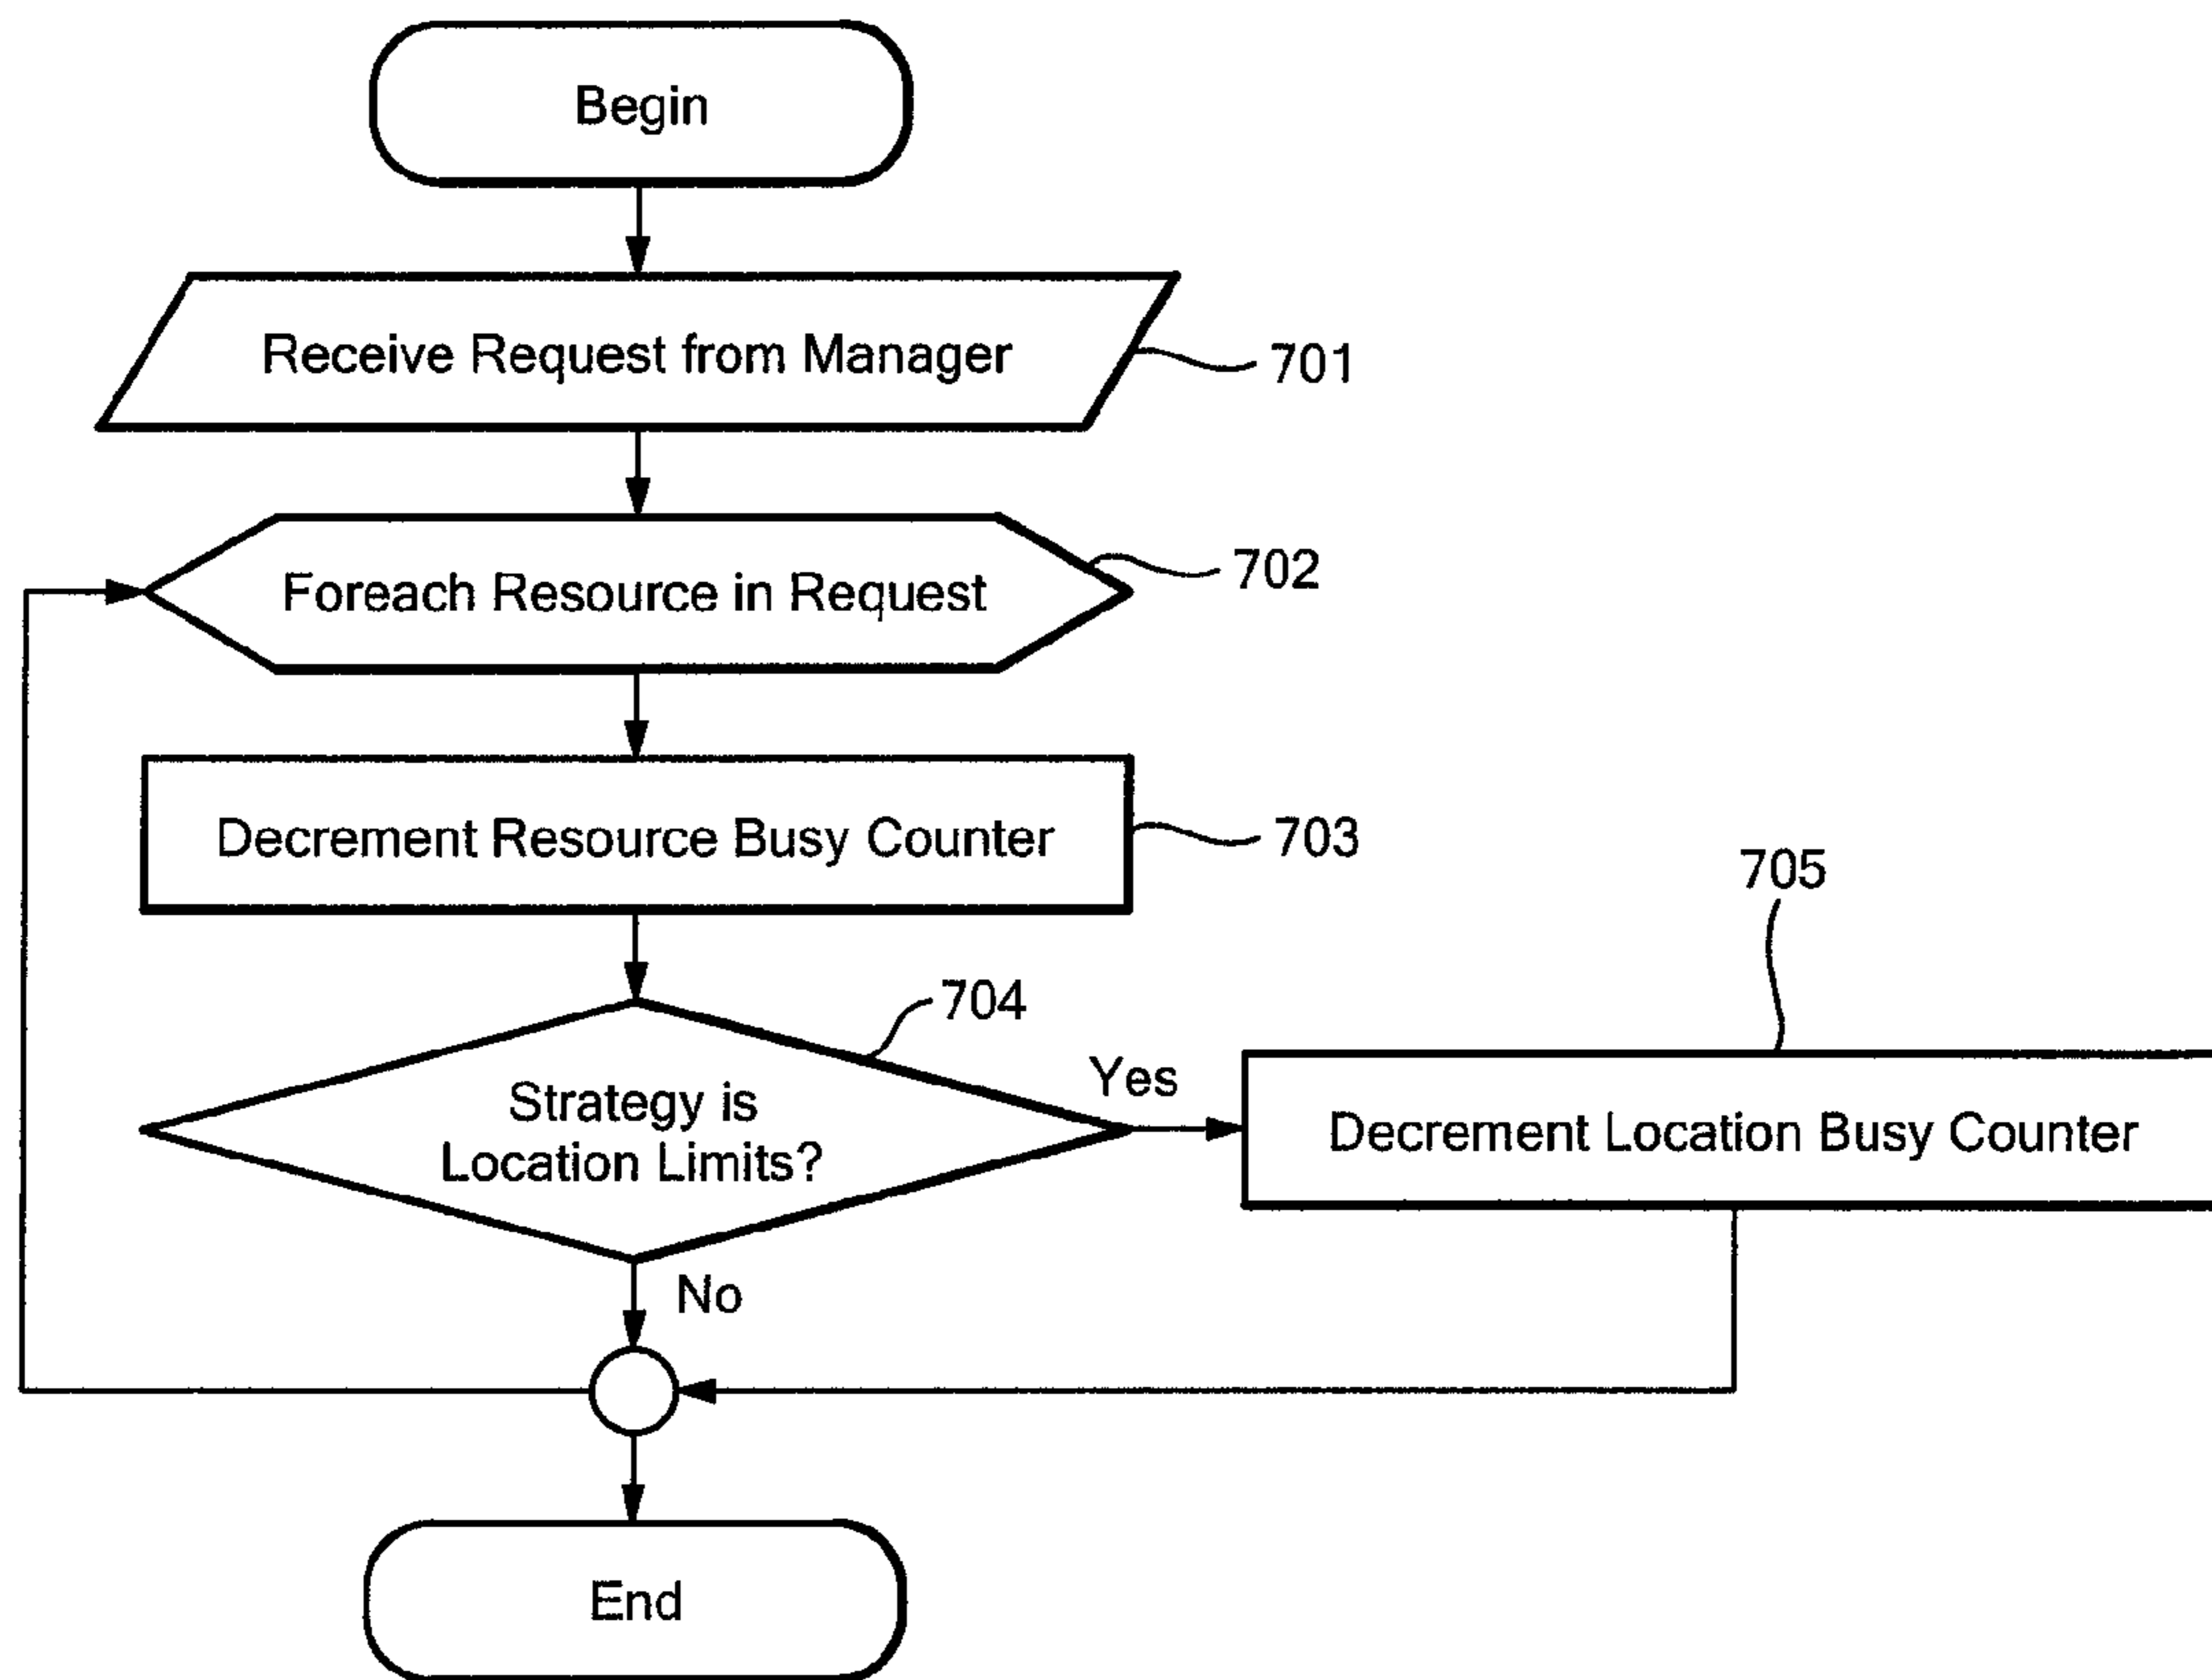 Begin
Receive Request from Manager
701
Foreach Resource in Request
702
Decrement Resource Busy Counter
703
705
704
Strategy is
Location Limits?
Yes
Decrement Location Busy Counter
No
End